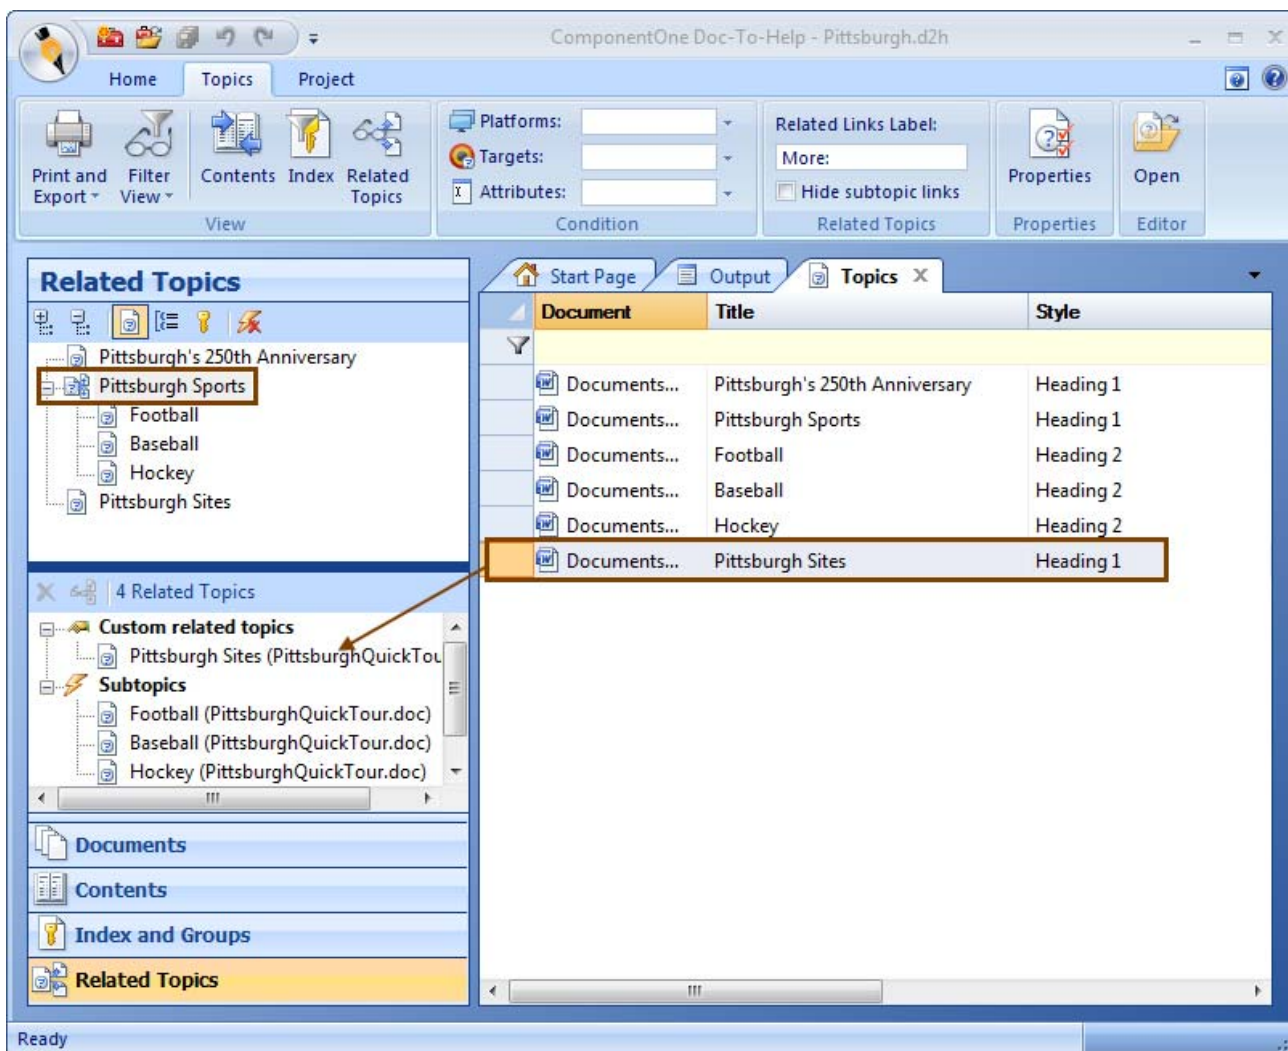 ComponentOne Doc-To-Help - Pittsburgh.d2h
Home Topics Project
Print and Export
Filter View
Contents
Index
Related Topics
View
Platforms:
Targets:
Attributes:
Condition
Related Links Label:
More:
Hide subtopic links
Related Topics
Properties
Properties
Open
Editor
Related Topics
Pittsburgh's 250th Anniversary
Pittsburgh Sports
Football
Baseball
Hockey
Pittsburgh Sites
4 Related Topics
Custom related topics
Pittsburgh Sites (PittsburghQuickTou
Subtopics
Football (PittsburghQuickTour.doc)
Baseball (PittsburghQuickTour.doc)
Hockey (PittsburghQuickTour.doc)
Documents
Contents
Index and Groups
Related Topics
Start Page Output Topics X
Document Title Style
Documents... Pittsburgh's 250th Anniversary Heading 1
Documents... Pittsburgh Sports Heading 1
Documents... Football Heading 2
Documents... Baseball Heading 2
Documents... Hockey Heading 2
Documents... Pittsburgh Sites Heading 1
Ready